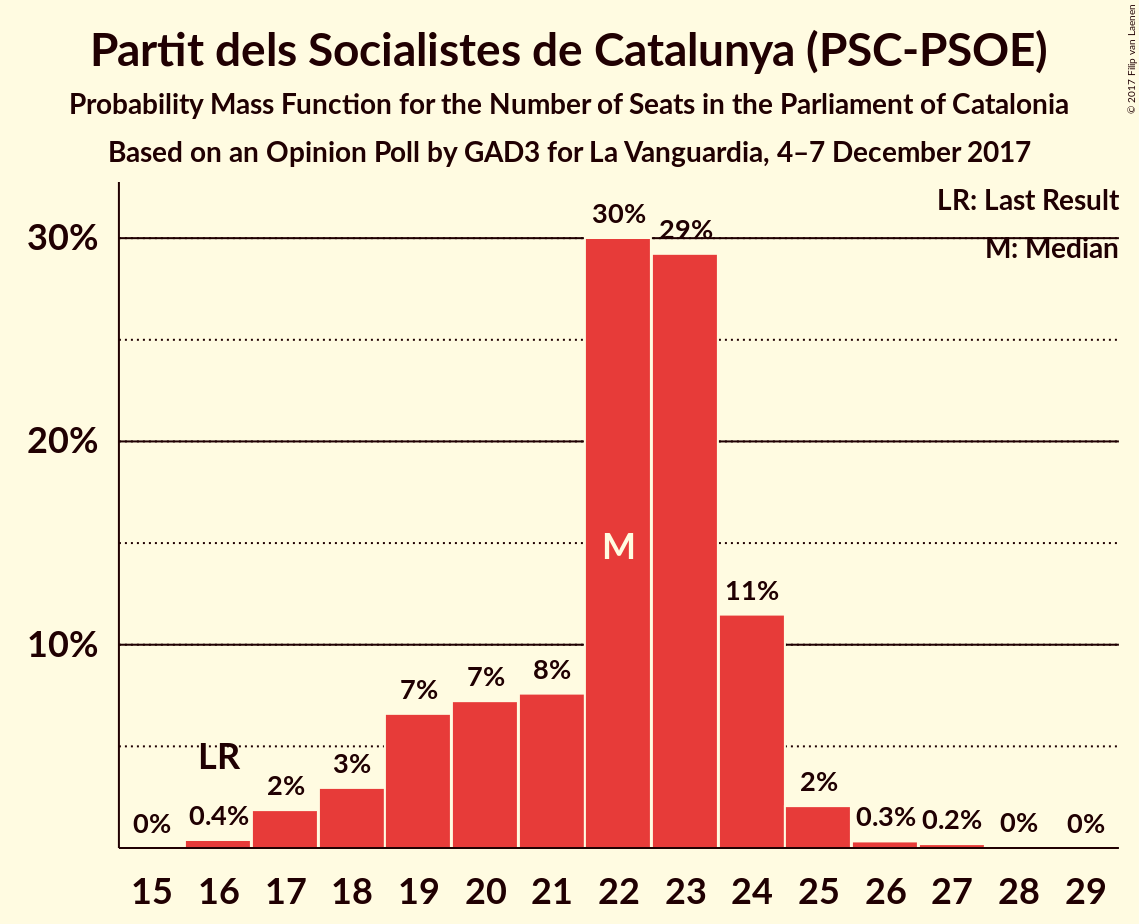 Partit dels Socialistes de Catalunya (PSC-PSOE)
Probability Mass Function for the Number of Seats in the Parliament of Catalonia
Based on an Opinion Poll by GAD3 for La Vanguardia, 4–7 December 2017
© 2017 Filip van Laenen
LR: Last Result
M: Median
30%
20%
10%
0%
0.4%
2%
3%
7%
7%
8%
30%
29%
11%
2%
0.3%
0.2%
0%
0%
LR
M
15 16 17 18 19 20 21 22 23 24 25 26 27 28 29